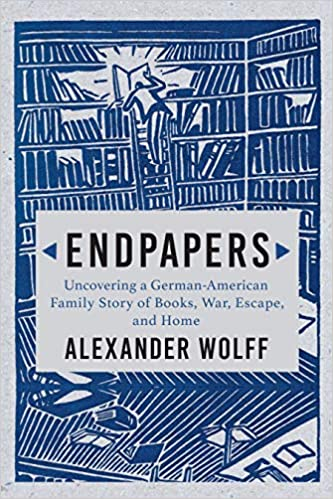 ENDPAPERS
Uncovering a German-American
Family Story of Books, War, Escape,
and Home
ALEXANDER WOLFF